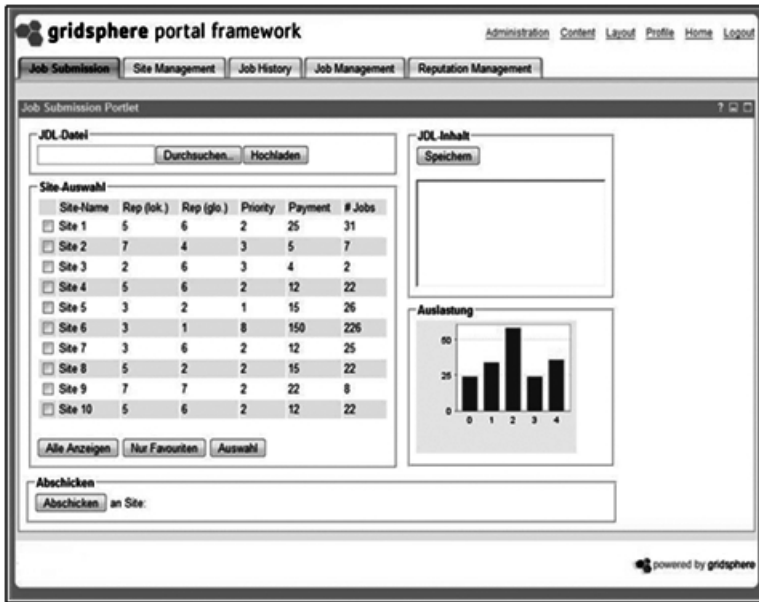 gridsphere portal framework
Administration Content Layout Profile Home Logout
Job Submission Site Management Job History Job Management Reputation Management
Job Submission Portlet ?
JDL-Datei
Durchsuchen... Hochladen
Site-Auswahl
Site-Name Rep (lok.) Rep (glo.) Priority Payment # Jobs
Site 1 5 6 2 25 31
Site 2 7 4 3 5 7
Site 3 2 6 3 4 2
Site 4 5 6 2 12 22
Site 5 3 2 1 15 26
Site 6 3 1 8 150 226
Site 7 3 6 2 12 25
Site 8 5 2 2 15 22
Site 9 7 7 2 22 8
Site 10 5 6 2 12 22
Alle Anzeigen Nur Favouriten Auswahl
JDL-Inhalt
Speichern
Auslastung
50
25
0
0 1 2 3 4
Abschicken
Abschicken an Site:
powered by gridsphere